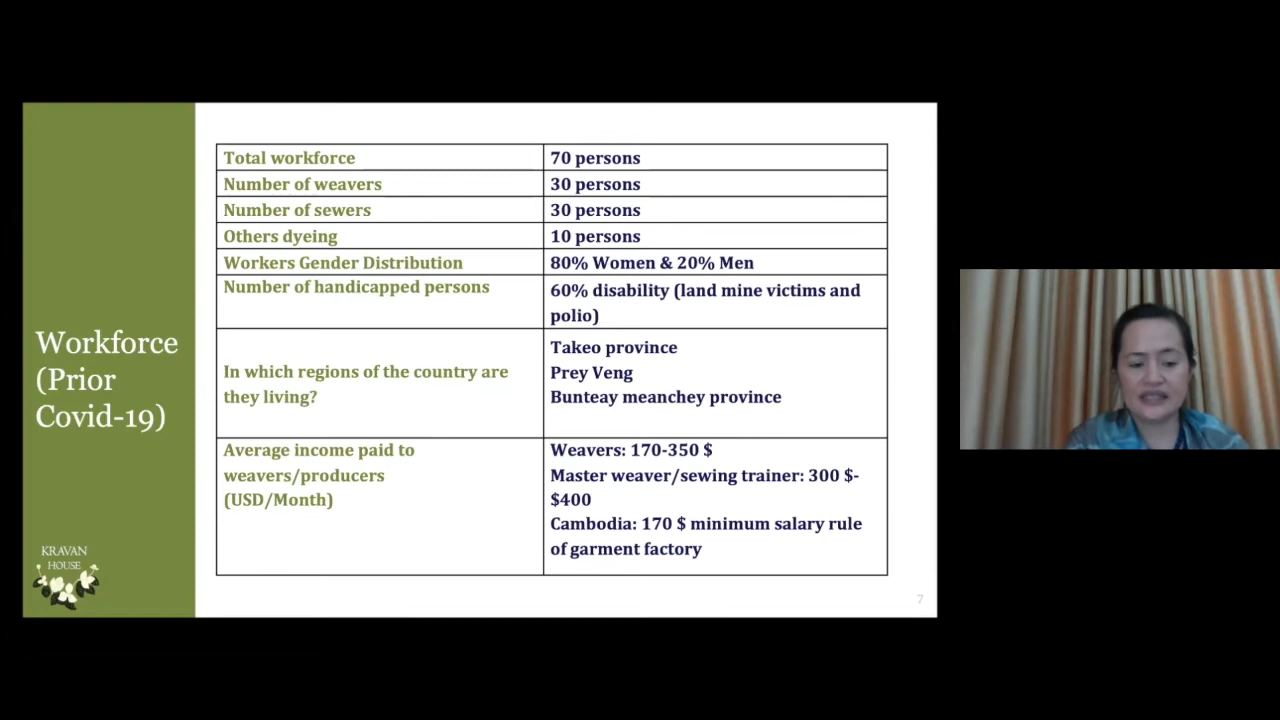 Workforce
(Prior
Covid-19)
KRAVAN
HOUSE
Total workforce
70 persons
Number of weavers
30 persons
Number of sewers
30 persons
Others dyeing
10 persons
Workers Gender Distribution
80% Women & 20% Men
Number of handicapped persons
60% disability (land mine victims and
polio)
In which regions of the country are
they living?
Takeo province
Prey Veng
Bunteay meanchey province
Average income paid to
weavers/producers
(USD/Month)
Weavers: 170-350 $
Master weaver/sewing trainer: 300 $-
$400
Cambodia: 170 $ minimum salary rule
of garment factory
7